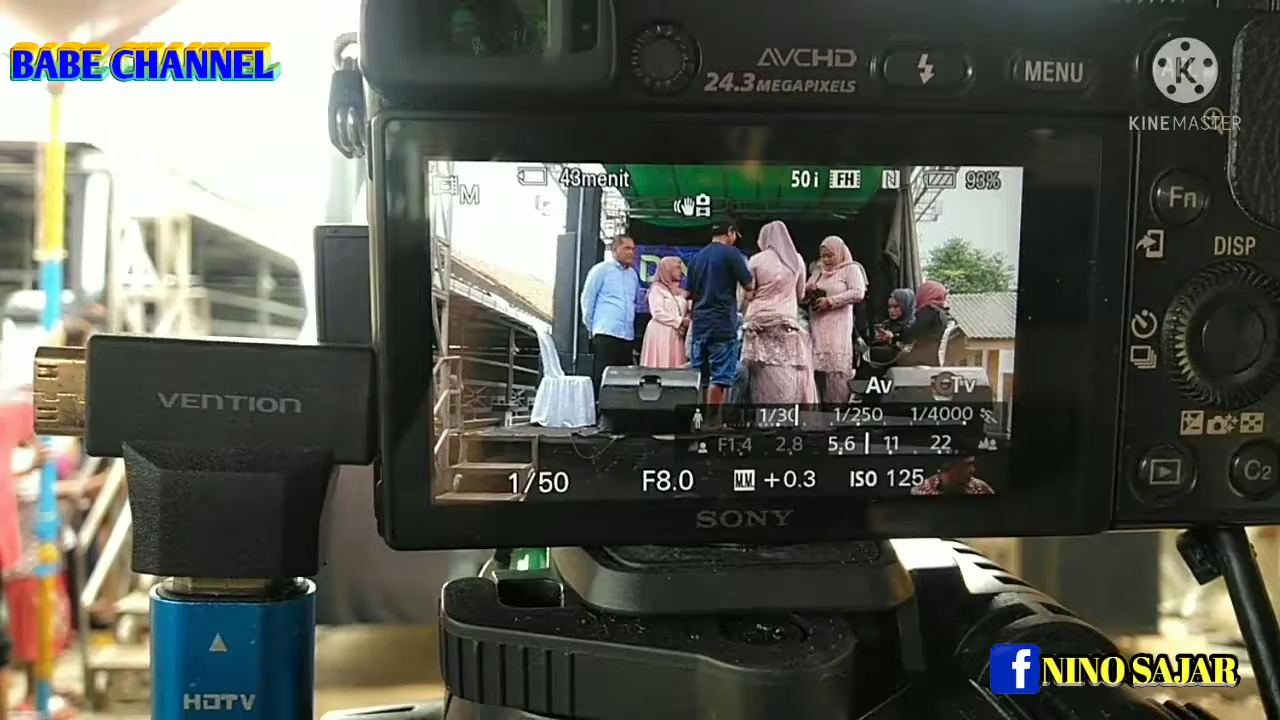 BABE CHANNEL
AVCHD
24.3 MEGAPIXELS
MENU
K
KINEMASTER
Fn
DISP
C2
M
43menit
50i FH N 93%
Av Tv
1/30 1/250 1/4000
F1.4 2.8 5.6 11 22
1/50 F8.0 M.M. +0.3 ISO 125
SONY
VENTION
HDTV
f NINO SAJAR